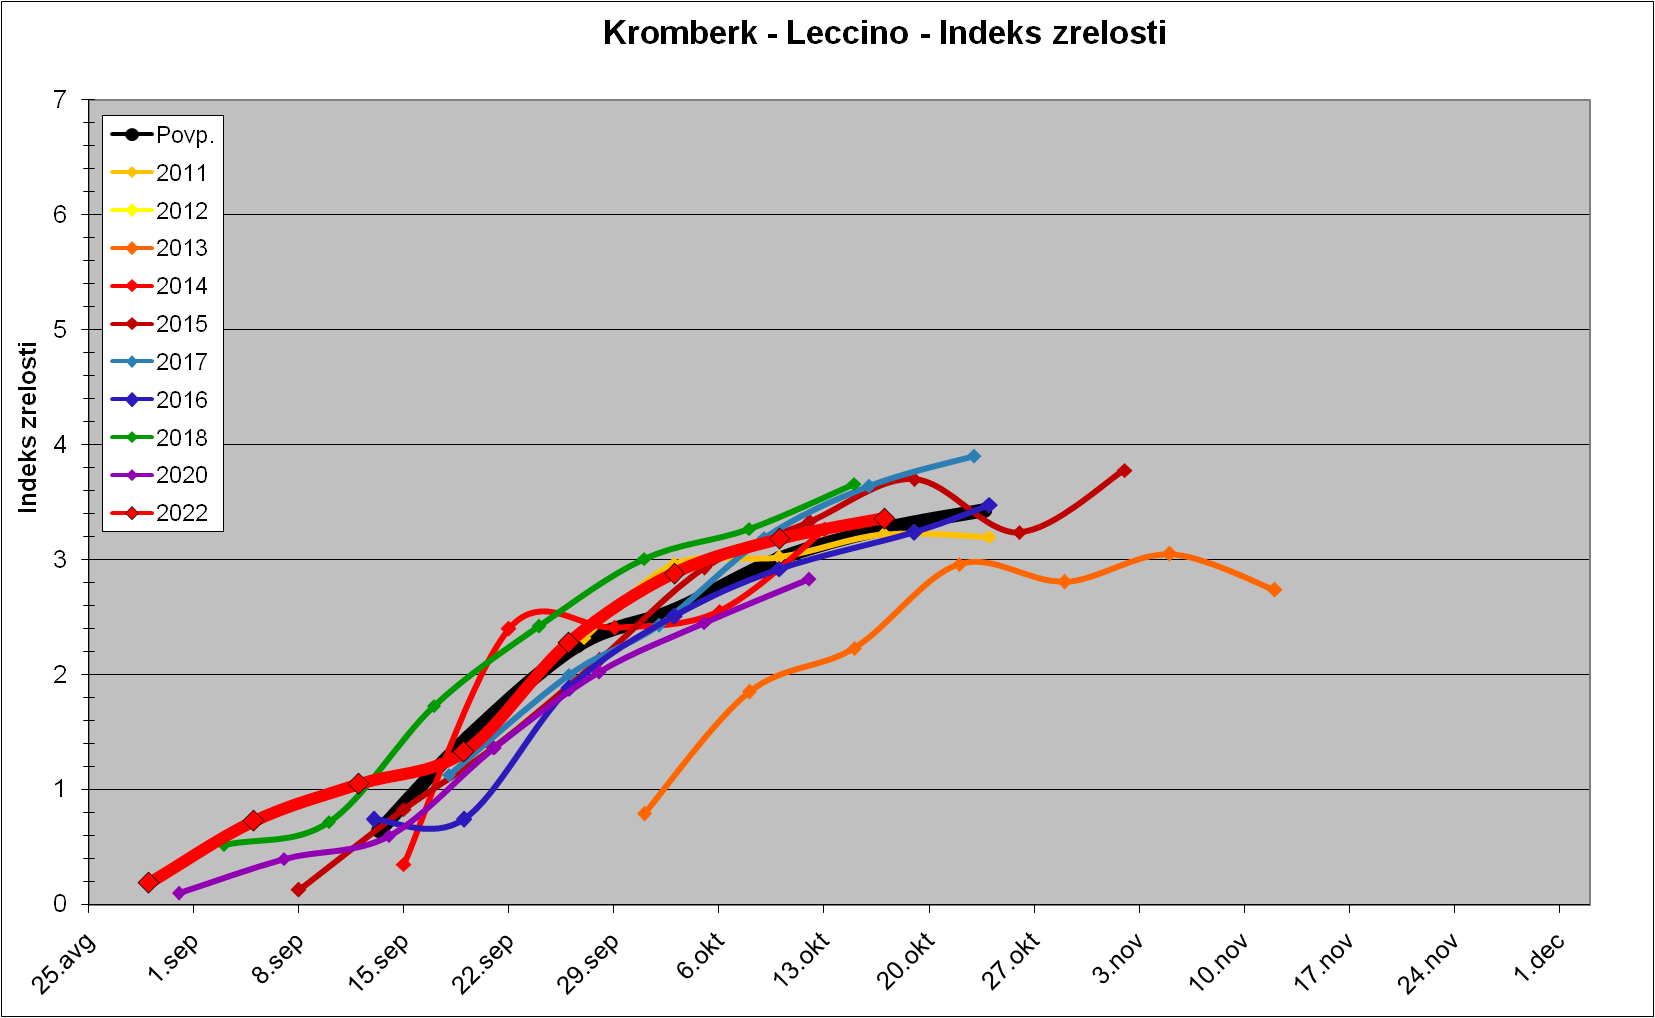 Kromberk - Leccino - Indeks zrelosti
Indeks zrelosti
7
6
5
4
3
2
1
0
Povp.
2011
2012
2013
2014
2015
2017
2016
2018
2020
2022
25.avg
1.sep
8.sep
15.sep
22.sep
29.sep
6.okt
13.okt
20.okt
27.okt
3.nov
10.nov
17.nov
24.nov
1.dec